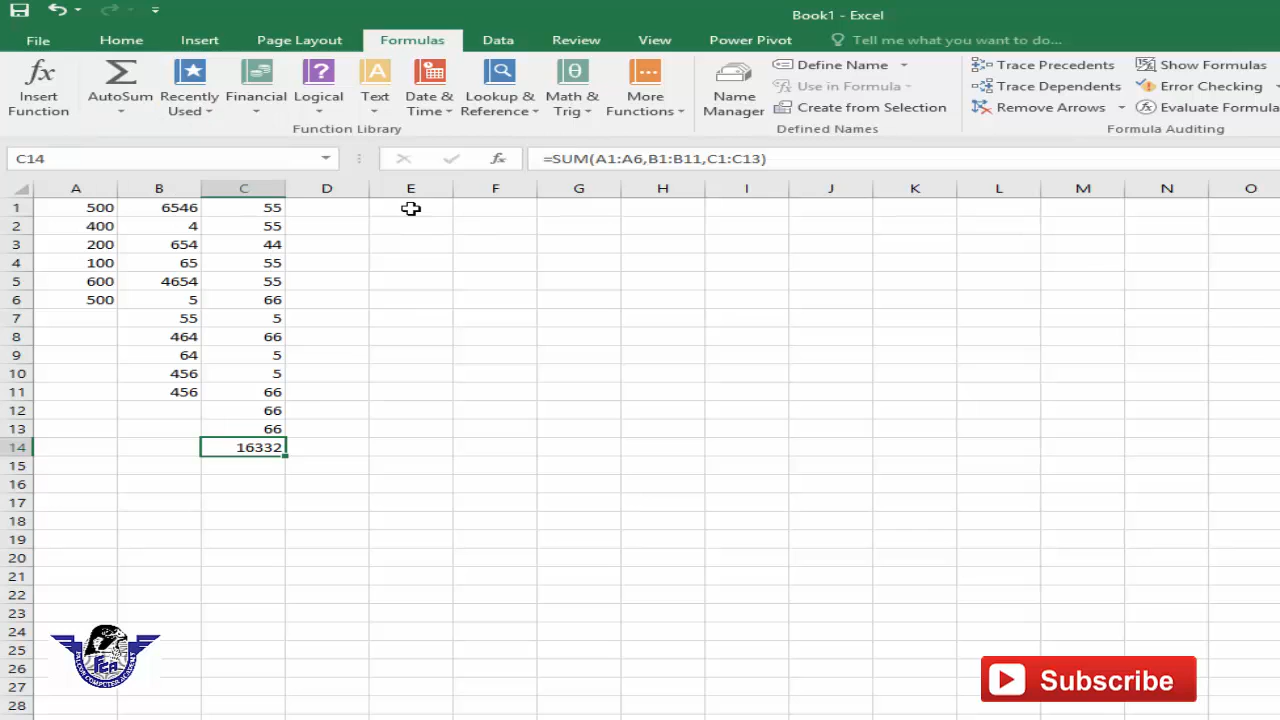 Book1 - Excel
File Home Insert Page Layout Formulas Data Review View Power Pivot Tell me what you want to do...
Insert Function
AutoSum
Recently Used
Financial
Logical
Text
Date & Time
Lookup & Reference
Math & Trig
More Functions
Function Library
Name Manager
Define Name
Use in Formula
Create from Selection
Defined Names
Trace Precedents
Trace Dependents
Remove Arrows
Show Formulas
Error Checking
Evaluate Formula
Formula Auditing
C14 fx =SUM(A1:A6,B1:B11,C1:C13)
A B C D E F G H I J K L M N O
1 500 6546 55
2 400 4 55
3 200 654 44
4 100 65 55
5 600 4654 55
6 500 5 66
7 55 5
8 464 66
9 64 5
10 456 5
11 456 66
12 66
13 66
14 16332
15
16
17
18
19
20
21
22
23
24
25
26
27
28
FALCON COMPUTER ACADEMY
Subscribe